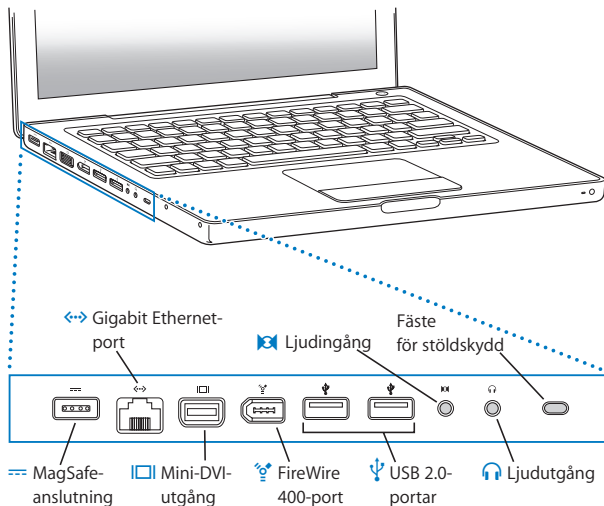 Gigabit Ethernet-
port
Ljudingång
Fäste
för stöldskydd
MagSafe-
anslutning
Mini-DVI-
utgång
FireWire
400-port
USB 2.0-
portar
Ljudutgång